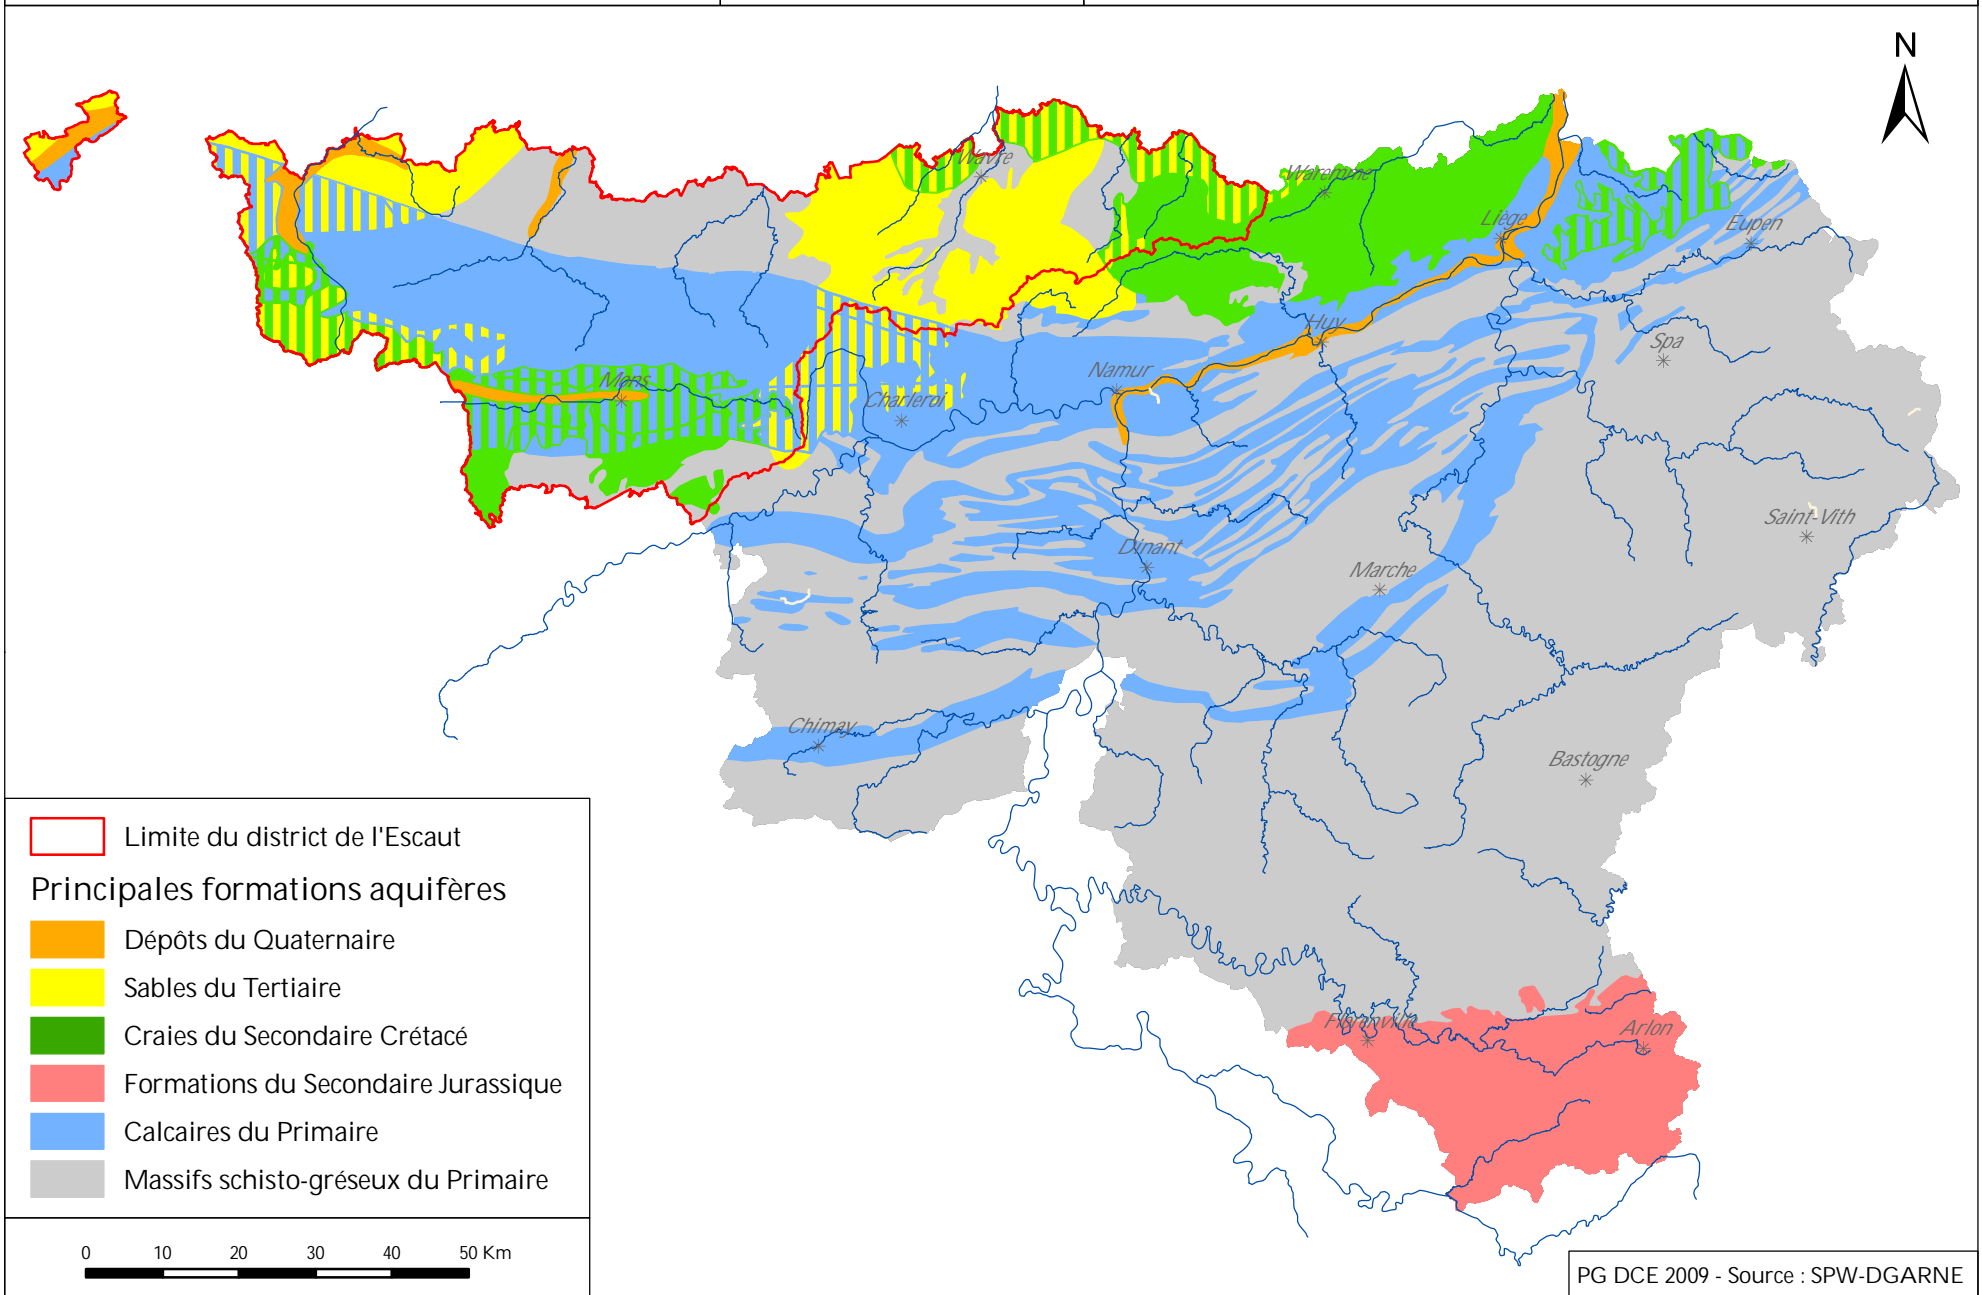 N
Wavre
Waremme
Liège
Eupen
Huy
Spa
Namur
Mons
Charleroi
Saint-Vith
Dinant
Marche
Chimay
Bastogne
Florenville
Arlon
Limite du district de l'Escaut
Principales formations aquifères
Dépôts du Quaternaire
Sables du Tertiaire
Craies du Secondaire Crétacé
Formations du Secondaire Jurassique
Calcaires du Primaire
Massifs schisto-gréseux du Primaire
0 10 20 30 40 50 Km
PG DCE 2009 - Source : SPW-DGARNE